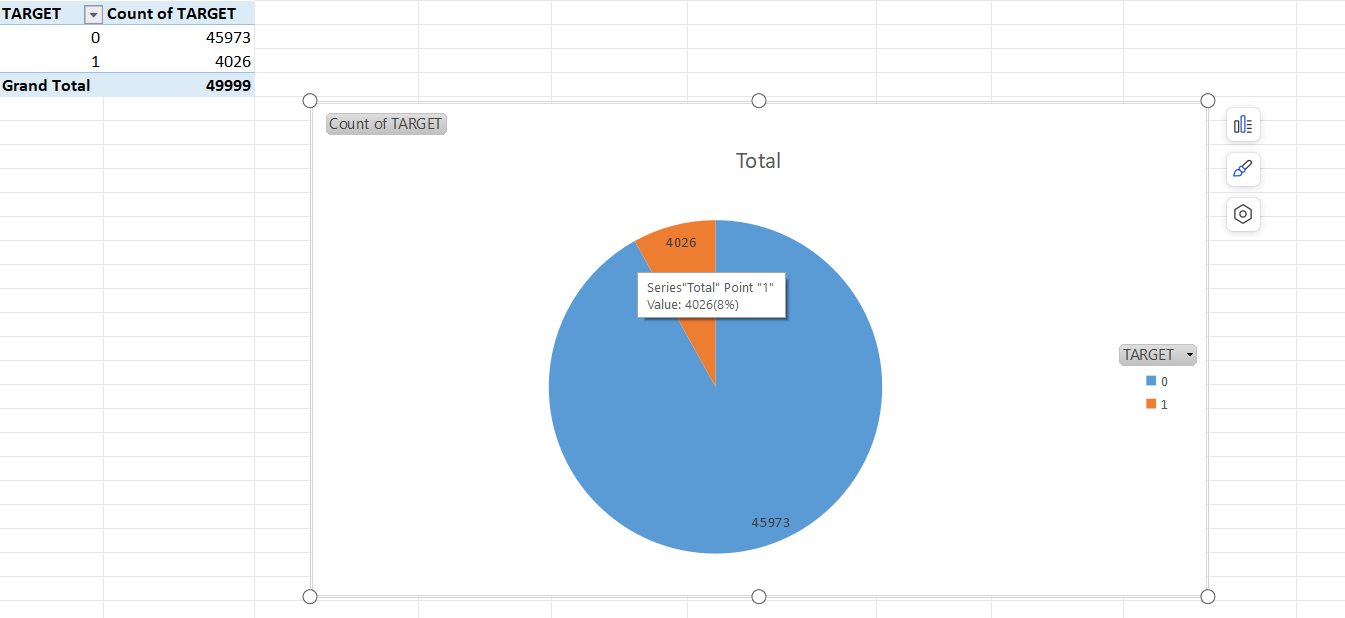 TARGET Count of TARGET
0 45973
1 4026
Grand Total 49999
Count of TARGET
Total
4026
Series"Total" Point "1"
Value: 4026(8%)
TARGET
0
1
45973